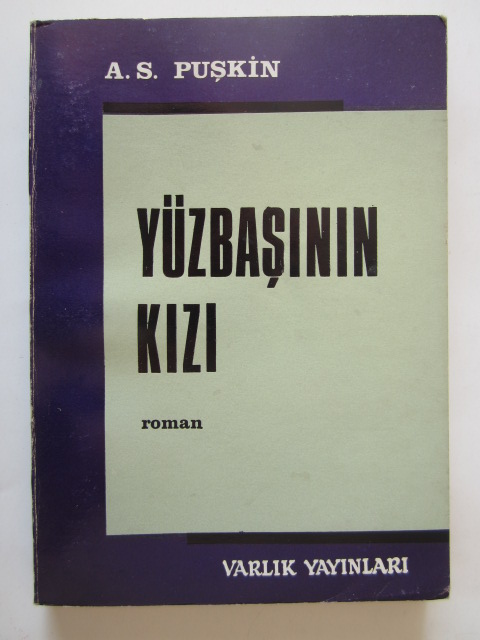 A. S. PUŞKİN
YÜZBAŞININ
KIZI
roman
VARLIK YAYINLARI